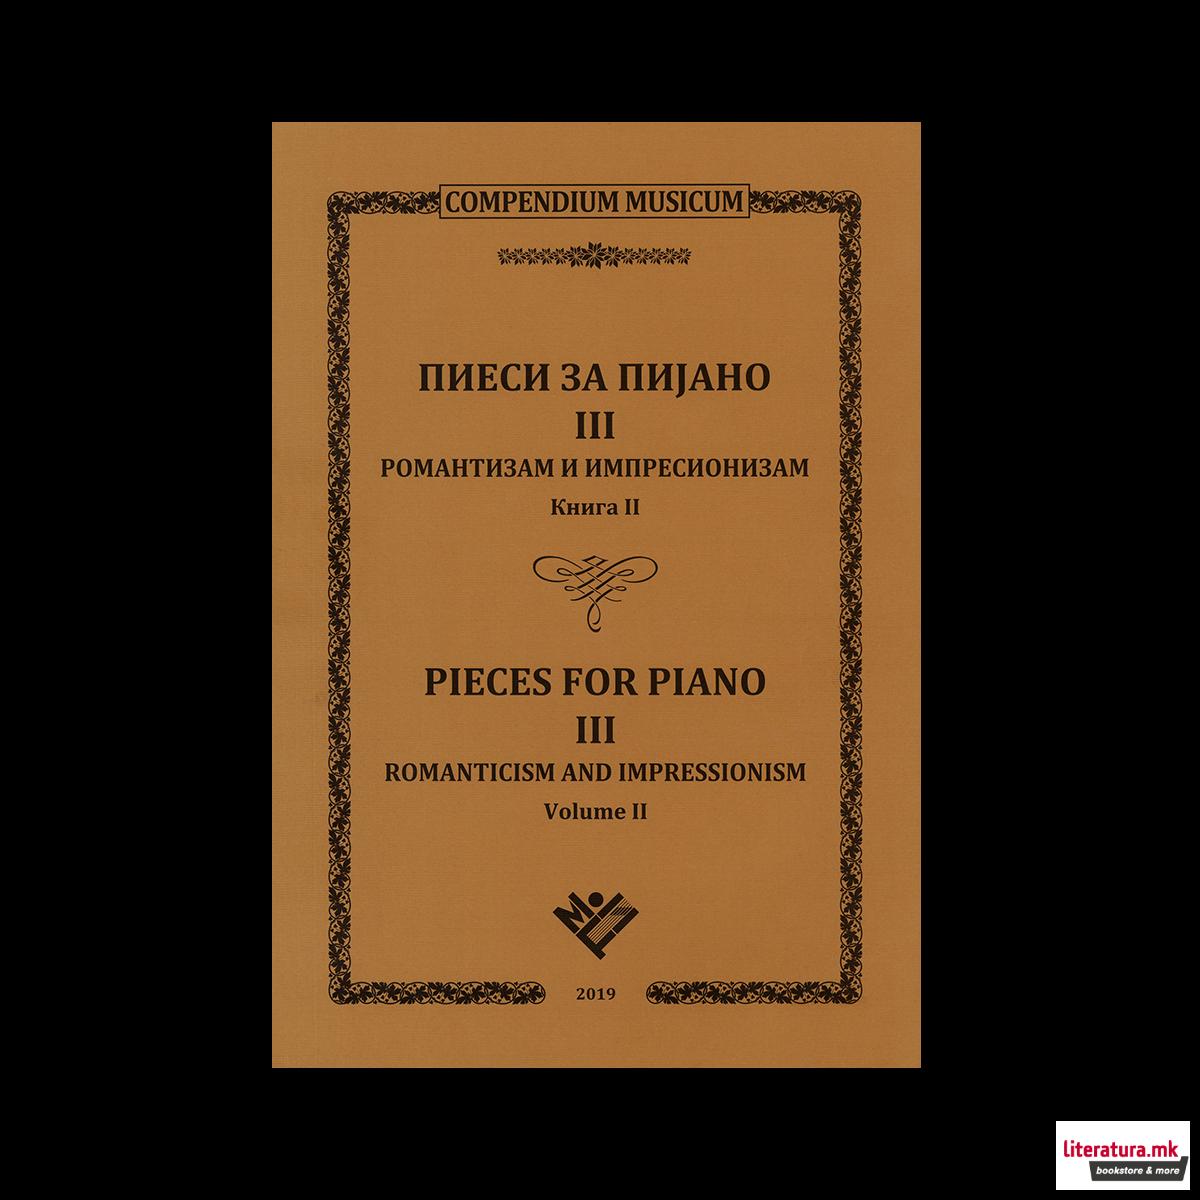 COMPENDIUM MUSICUM
ПИЕСИ ЗА ПИЈАНО
III
РОМАНТИЗАМ И ИМПРЕСИОНИЗАМ
Книга II
PIECES FOR PIANO
III
ROMANTICISM AND IMPRESSIONISM
Volume II
2019
literatura.mk
bookstore & more